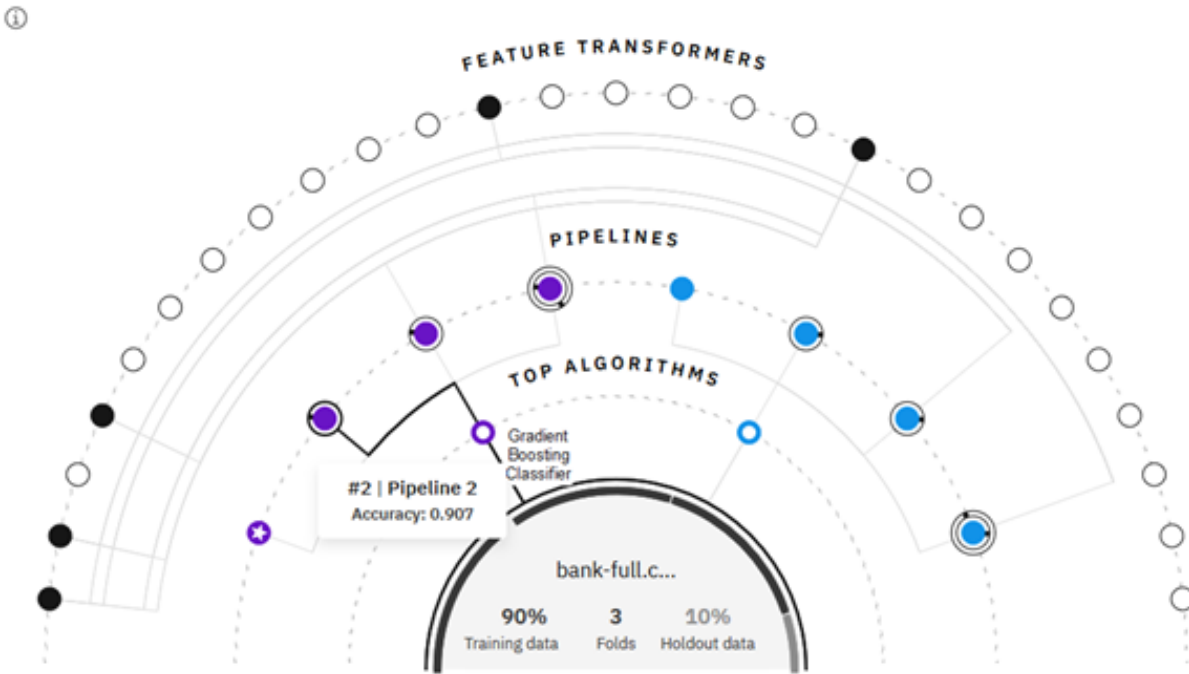 FEATURE TRANSFORMERS
PIPELINES
TOP ALGORITHMS
Gradient
Boosting
Classifier
#2 | Pipeline 2
Accuracy: 0.907
bank-full.c...
90% 3 10%
Training data Folds Holdout data